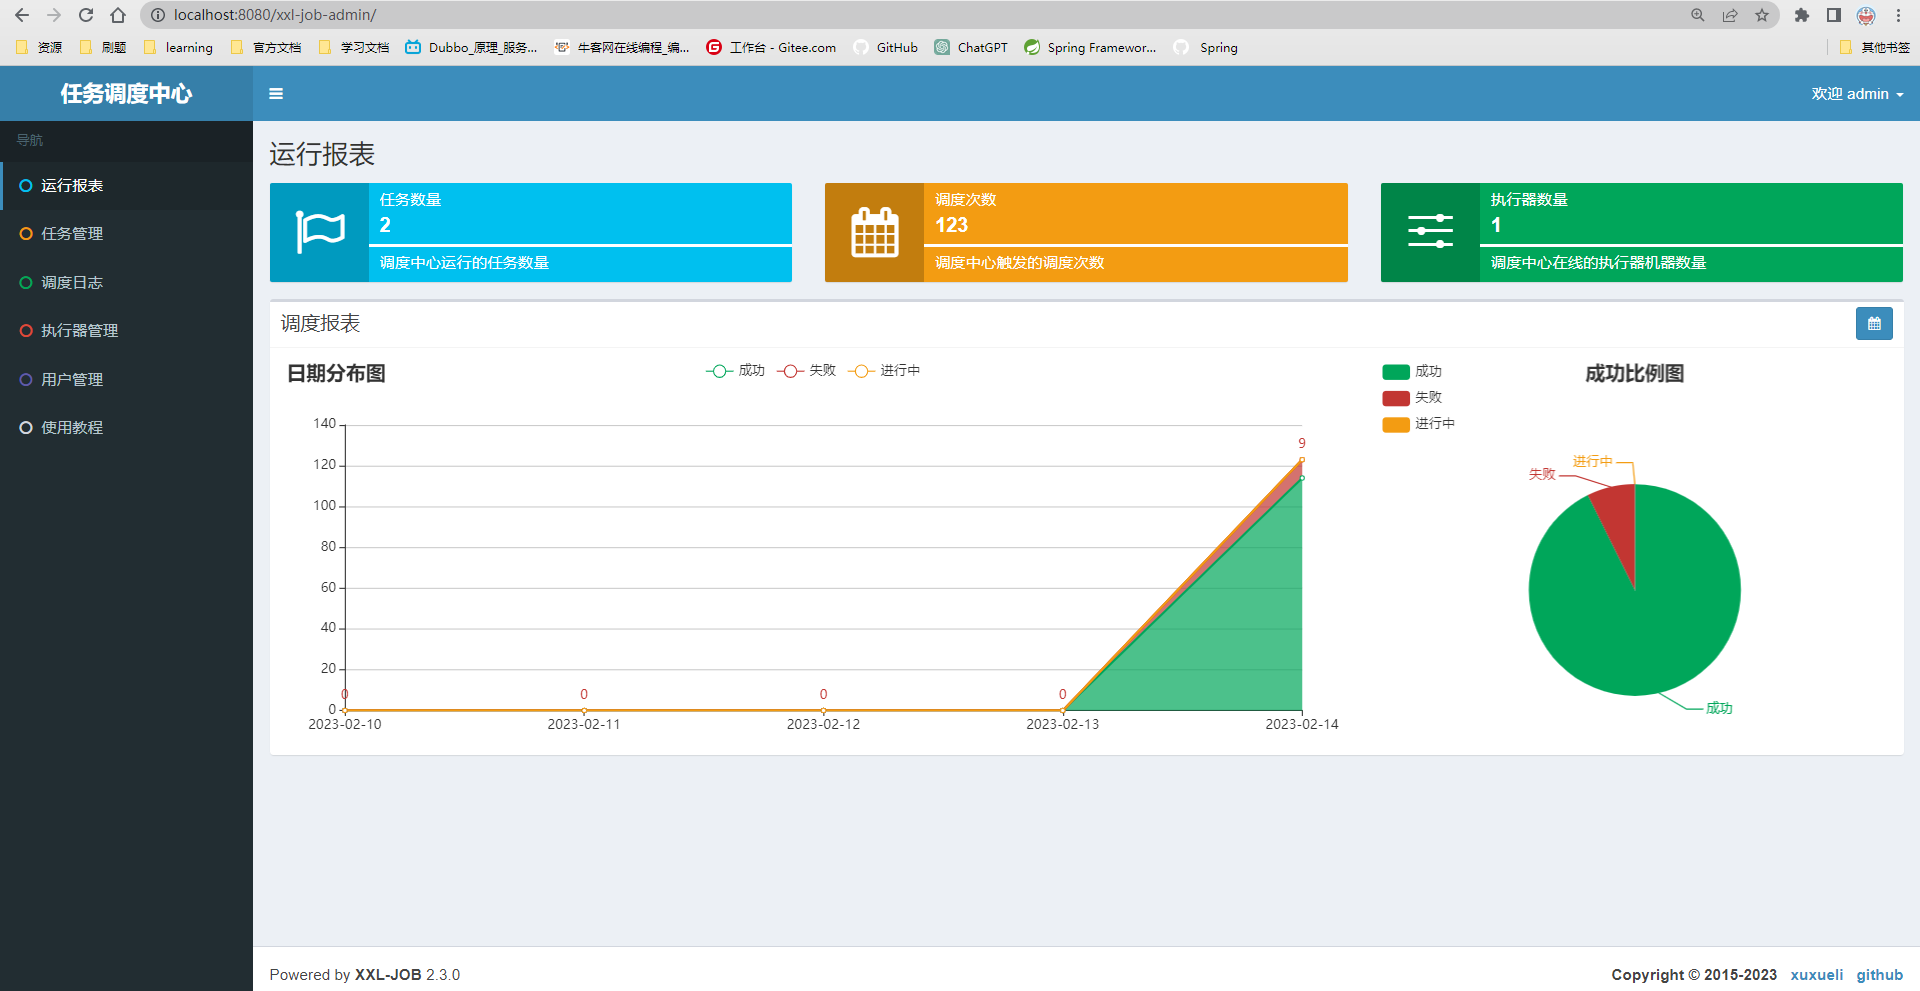 localhost:8080/xxl-job-admin/
资源 刷题 learning 官方文档 学习文档 Dubbo_原理_服务... 牛客网在线编程_编... 工作台 - Gitee.com GitHub ChatGPT Spring Framewor... Spring 其他书签
任务调度中心 欢迎 admin
导航
运行报表
任务管理
调度日志
执行器管理
用户管理
使用教程
运行报表
任务数量
2
调度中心运行的任务数量
调度次数
123
调度中心触发的调度次数
执行器数量
1
调度中心在线的执行器机器数量
调度报表
日期分布图
成功 失败 进行中
140
120
100
80
60
40
20
0
0 0 0 0 9
2023-02-10 2023-02-11 2023-02-12 2023-02-13 2023-02-14
成功
失败
进行中
成功比例图
进行中
失败
成功
Powered by XXL-JOB 2.3.0
Copyright © 2015-2023 xuxueli github